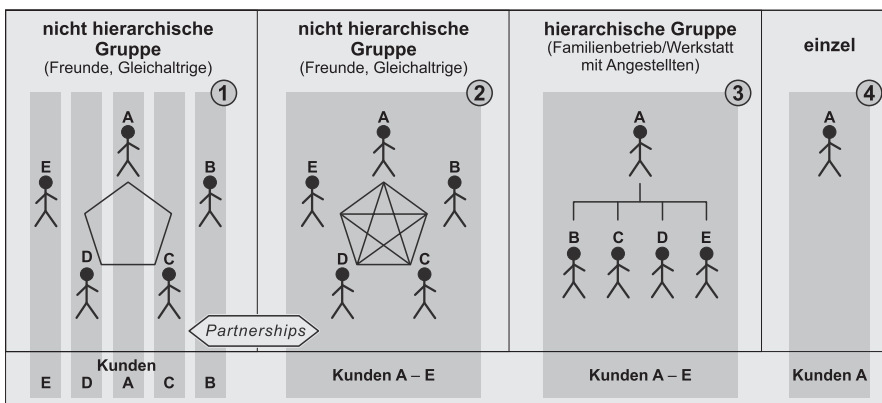 nicht hierarchische
Gruppe
(Freunde, Gleichaltrige)
1
A
E
B
D
C
nicht hierarchische
Gruppe
(Freunde, Gleichaltrige)
2
A
E
B
D
C
Partnerships
hierarchische Gruppe
(Familienbetrieb/Werkstatt
mit Angestellten)
3
A
B C D E
einzel
4
A
Kunden
E D A C B
Kunden A – E
Kunden A – E
Kunden A